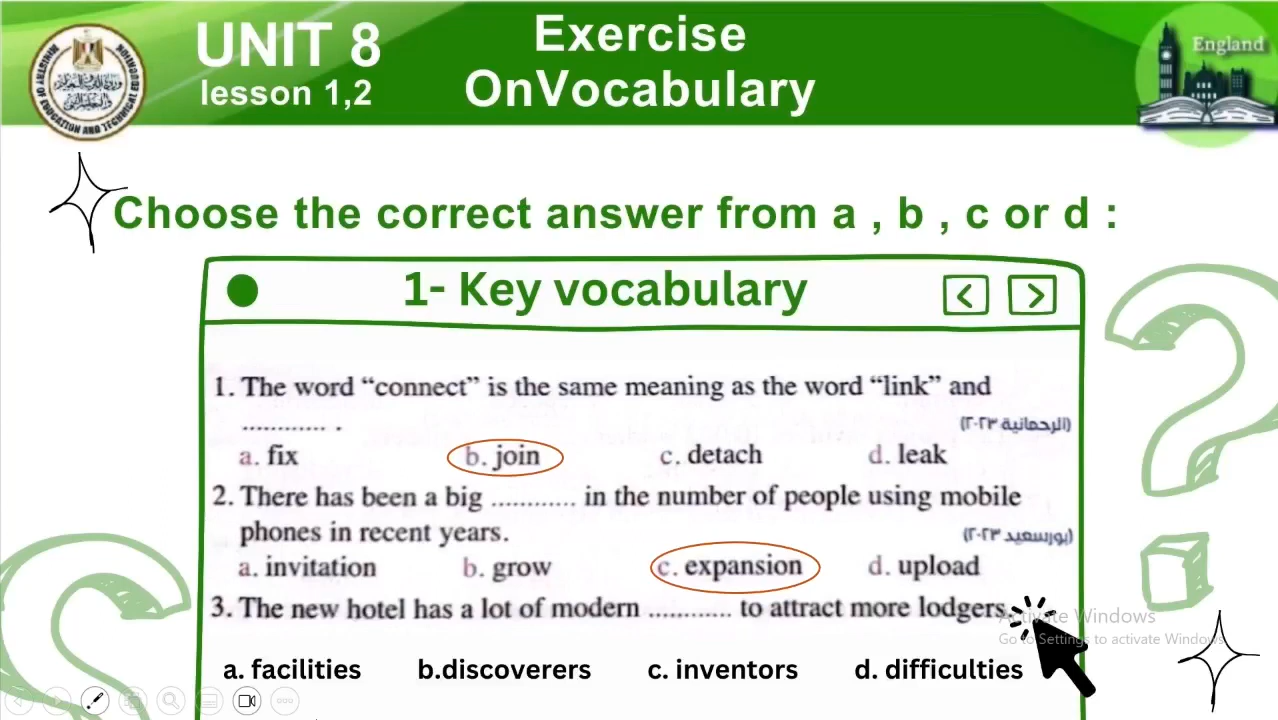 UNIT 8
lesson 1,2
Exercise
OnVocabulary
England
Choose the correct answer from a , b , c or d :
1- Key vocabulary
1. The word “connect” is the same meaning as the word “link” and
............ .
(الرحمانية ٢٠٢٣)
a. fix b. join c. detach d. leak
2. There has been a big ............ in the number of people using mobile
phones in recent years.
(بورسعيد ٢٠٢٣)
a. invitation b. grow c. expansion d. upload
3. The new hotel has a lot of modern ............ to attract more lodgers.
a. facilities b.discoverers c. inventors d. difficulties
Activate Windows
Go to Settings to activate Windows.